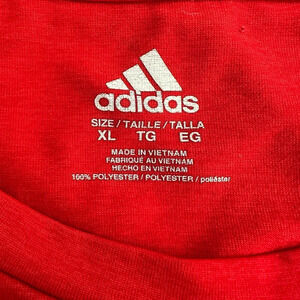 adidas
SIZE / TAILLE / TALLA
XL TG EG
MADE IN VIETNAM
FABRIQUÉ AU VIETNAM
HECHO EN VIETNAM
100% POLYESTER / POLYESTER / poliéster